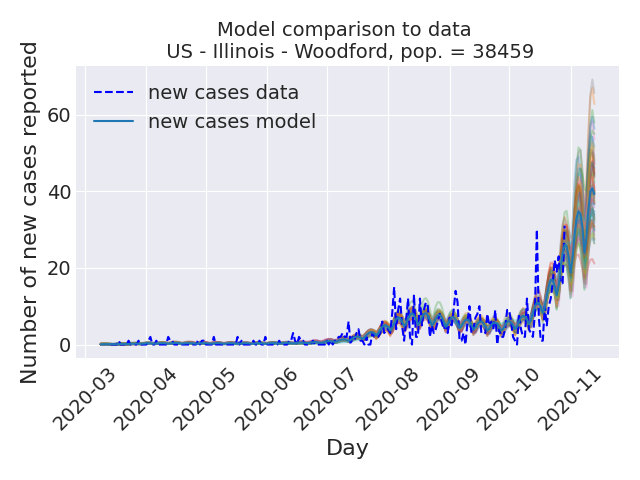 Model comparison to data
US - Illinois - Woodford, pop. = 38459
Number of new cases reported
60
40
20
0
new cases data
new cases model
2020-03
2020-04
2020-05
2020-06
2020-07
2020-08
2020-09
2020-10
2020-11
Day